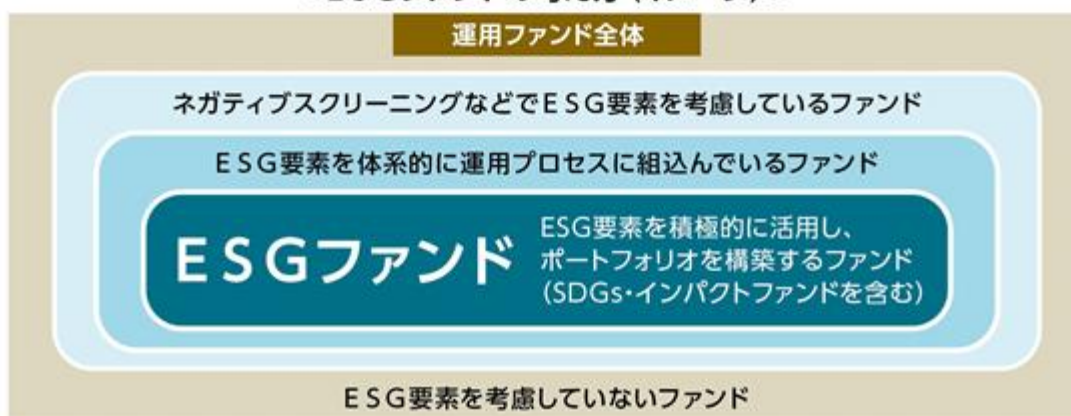 運用ファンド全体
ネガティブスクリーニングなどでESG要素を考慮しているファンド
ESG要素を体系的に運用プロセスに組込んでいるファンド
ESGファンド
ESG要素を積極的に活用し、
ポートフォリオを構築するファンド
(SDGs・インパクトファンドを含む)
ESG要素を考慮していないファンド